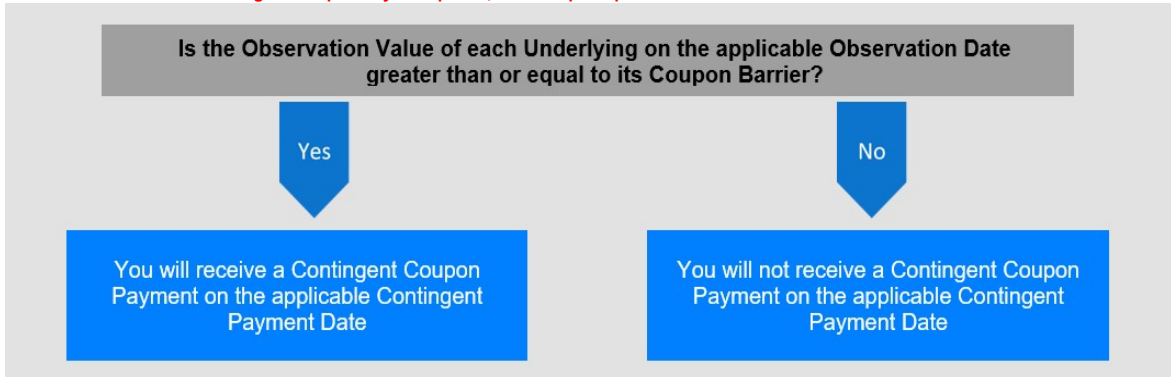 Is the Observation Value of each Underlying on the applicable Observation Date
greater than or equal to its Coupon Barrier?
Yes
No
You will receive a Contingent Coupon
Payment on the applicable Contingent
Payment Date
You will not receive a Contingent Coupon
Payment on the applicable Contingent
Payment Date